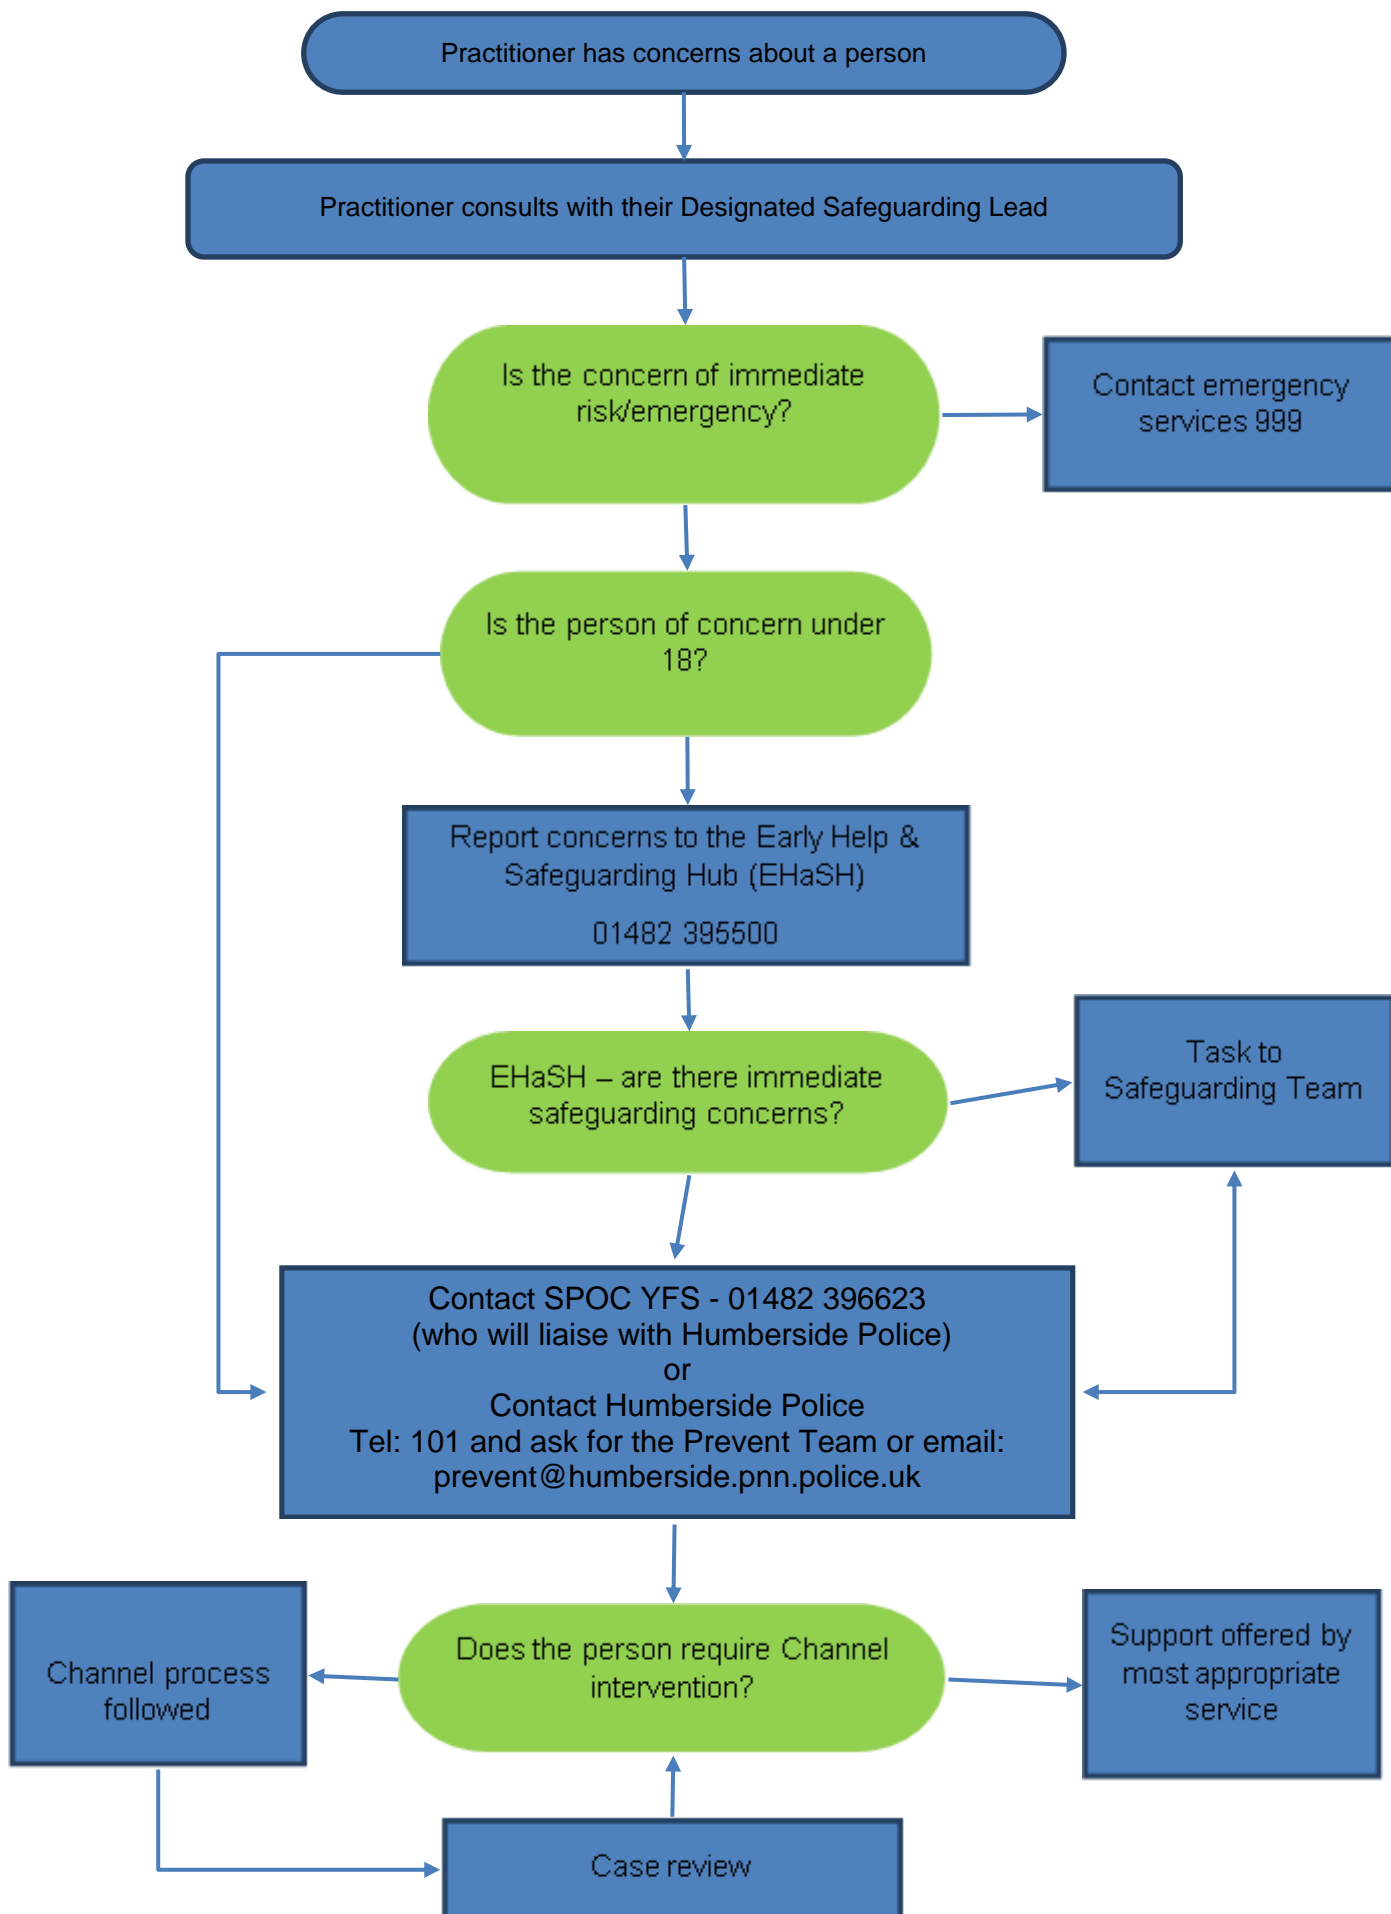 Practitioner has concerns about a person
Practitioner consults with their Designated Safeguarding Lead
Is the concern of immediate
risk/emergency?
Contact emergency
services 999
Is the person of concern under
18?
Report concerns to the Early Help &
Safeguarding Hub (EHaSH)
01482 395500
EHaSH – are there immediate
safeguarding concerns?
Task to
Safeguarding Team
Contact SPOC YFS - 01482 396623
(who will liaise with Humberside Police)
or
Contact Humberside Police
Tel: 101 and ask for the Prevent Team or email:
prevent@humberside.pnn.police.uk
Channel process
followed
Does the person require Channel
intervention?
Support offered by
most appropriate
service
Case review